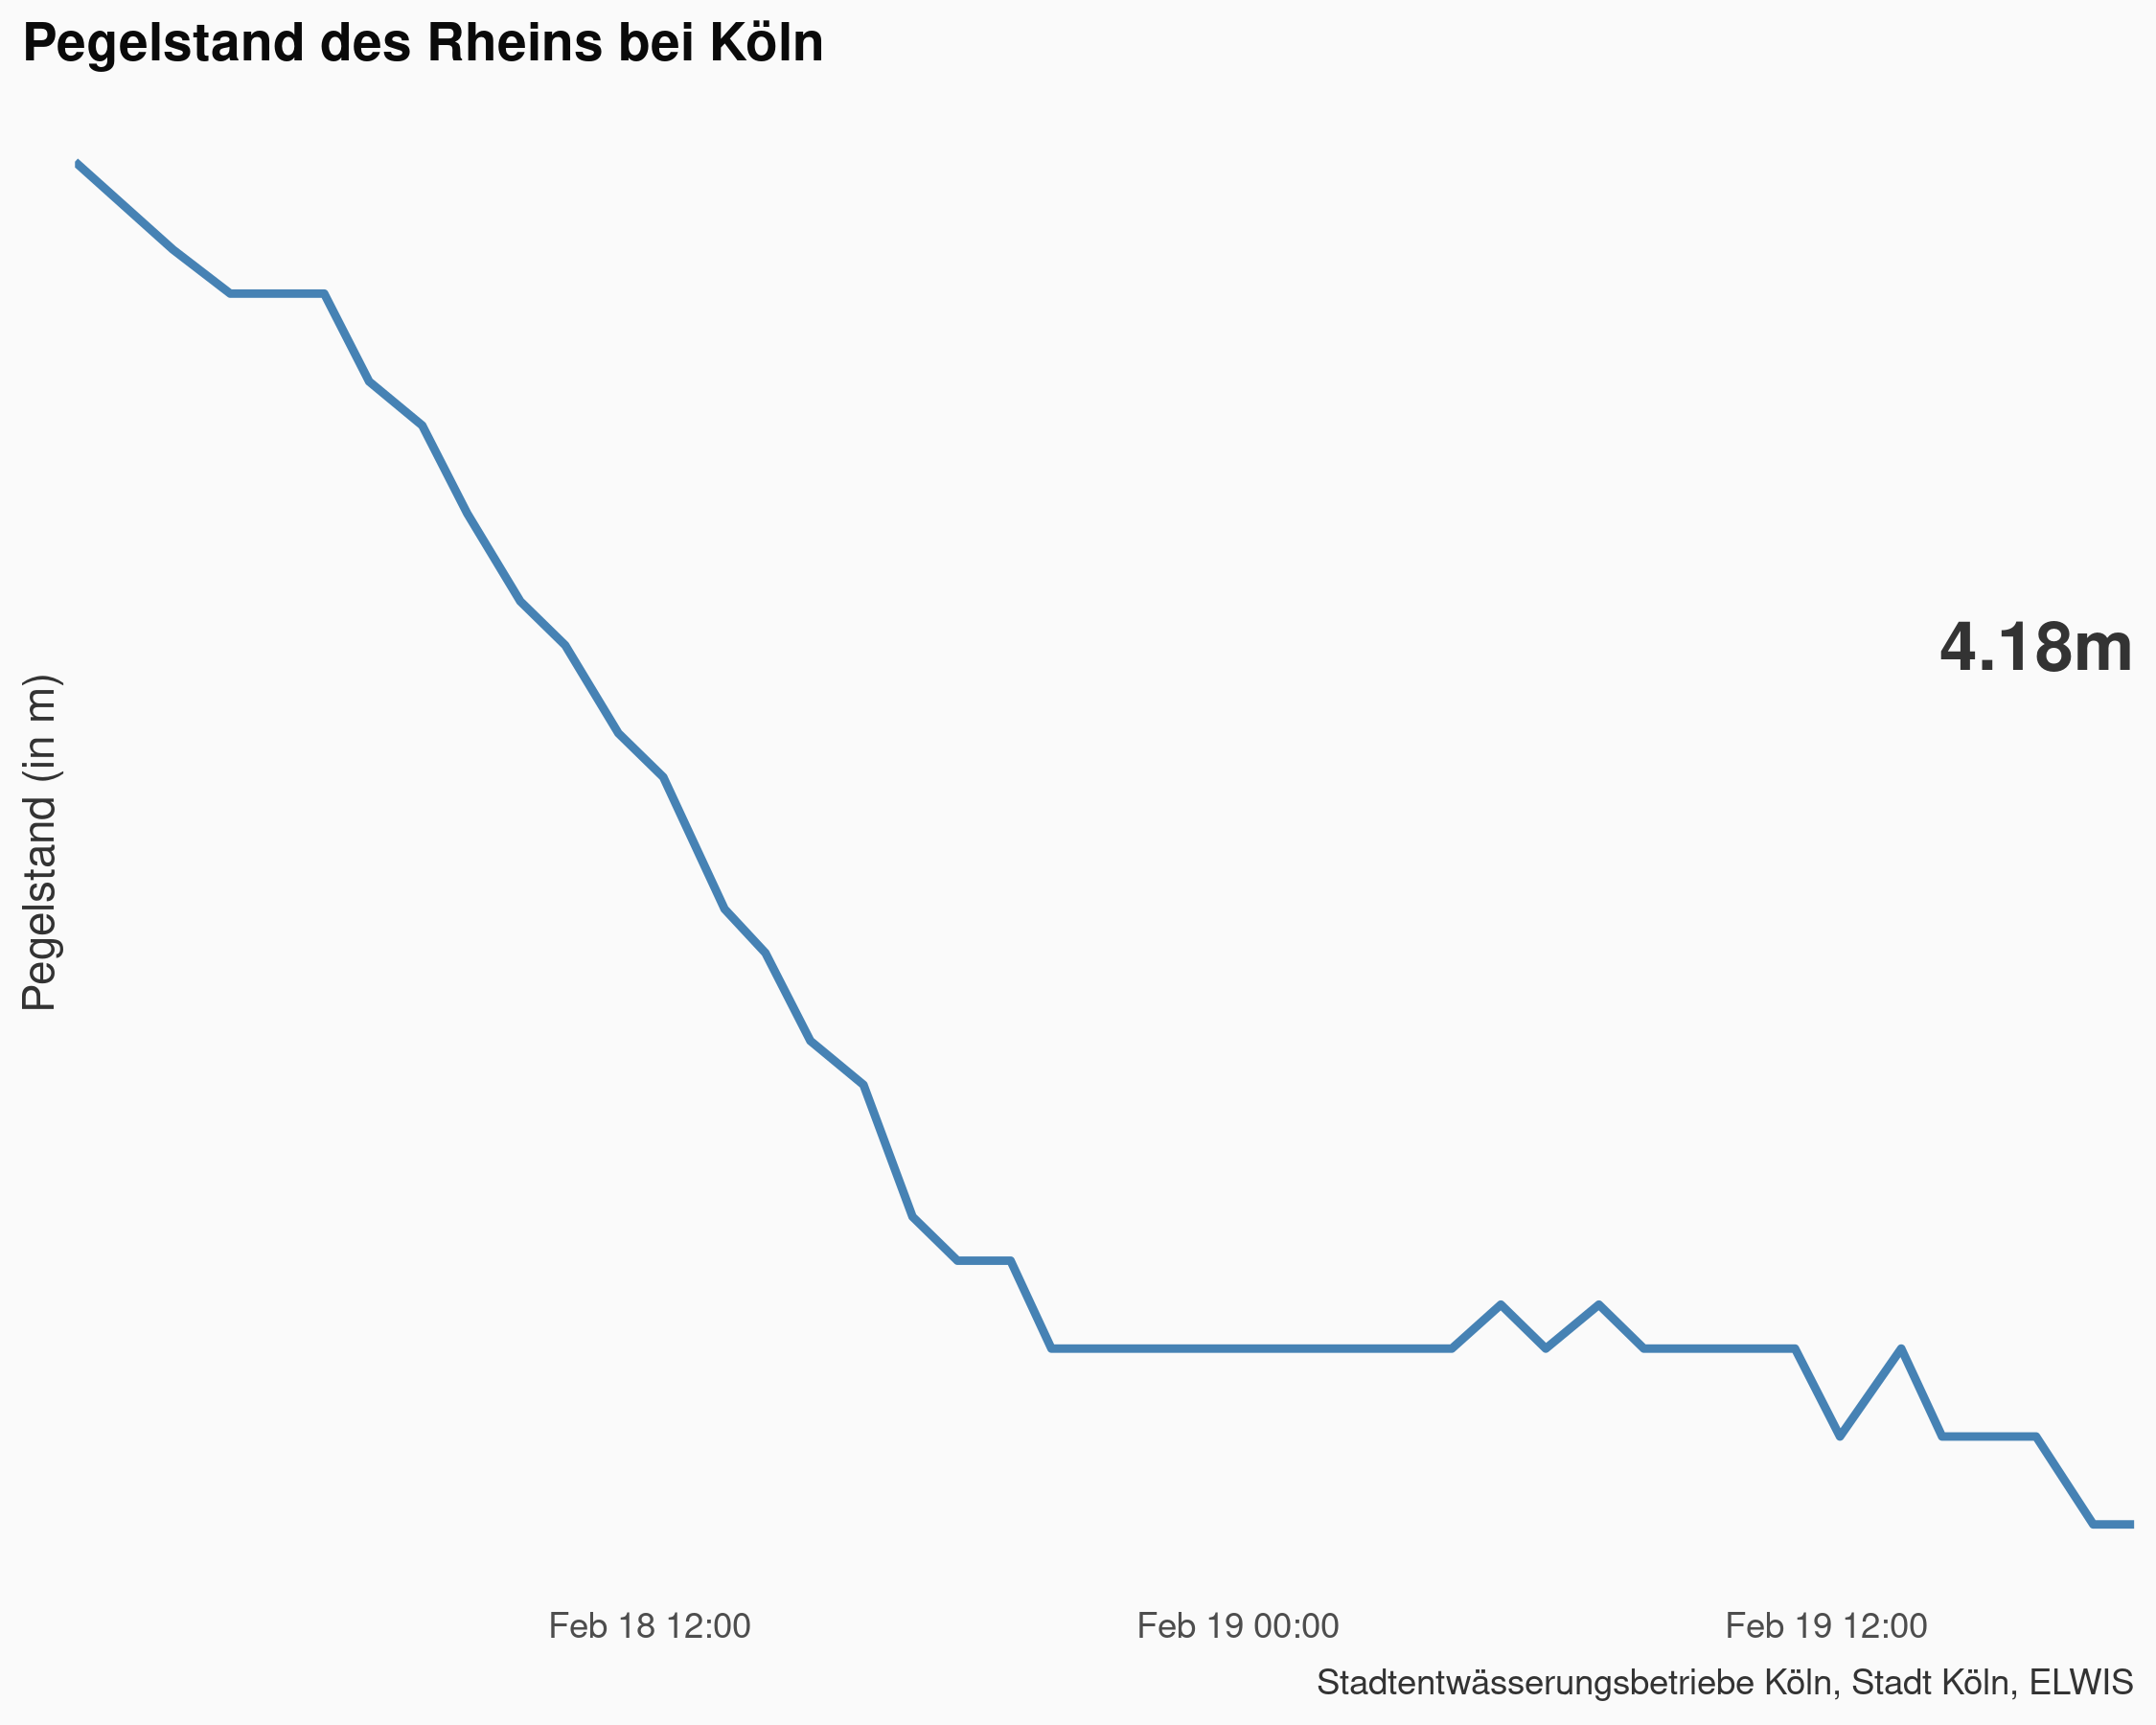 Pegelstand des Rheins bei Köln
4.18m
Pegelstand (in m)
Feb 18 12:00
Feb 19 00:00
Feb 19 12:00
Stadtentwässerungsbetriebe Köln, Stadt Köln, ELWIS